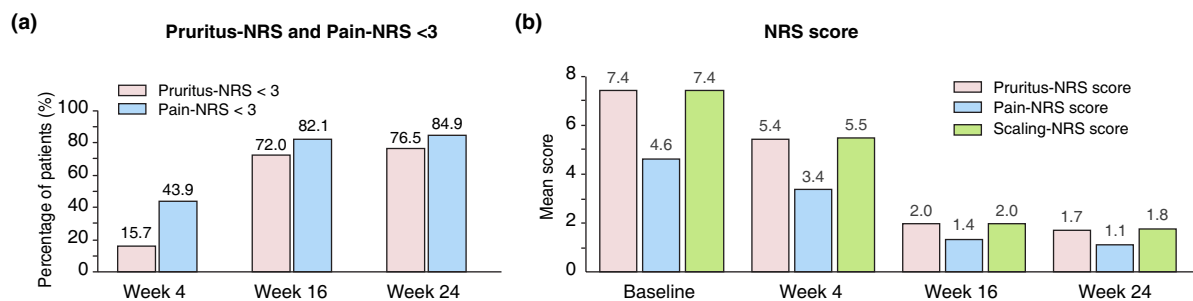 (a)
Pruritus-NRS and Pain-NRS <3
Pruritus-NRS < 3
Pain-NRS < 3
Percentage of patients (%)
100
80
60
40
20
0
15.7
43.9
72.0
82.1
76.5
84.9
Week 4
Week 16
Week 24
(b)
NRS score
Pruritus-NRS score
Pain-NRS score
Scaling-NRS score
Mean score
8
6
4
2
0
7.4
4.6
7.4
5.4
3.4
5.5
2.0
1.4
2.0
1.7
1.1
1.8
Baseline
Week 4
Week 16
Week 24